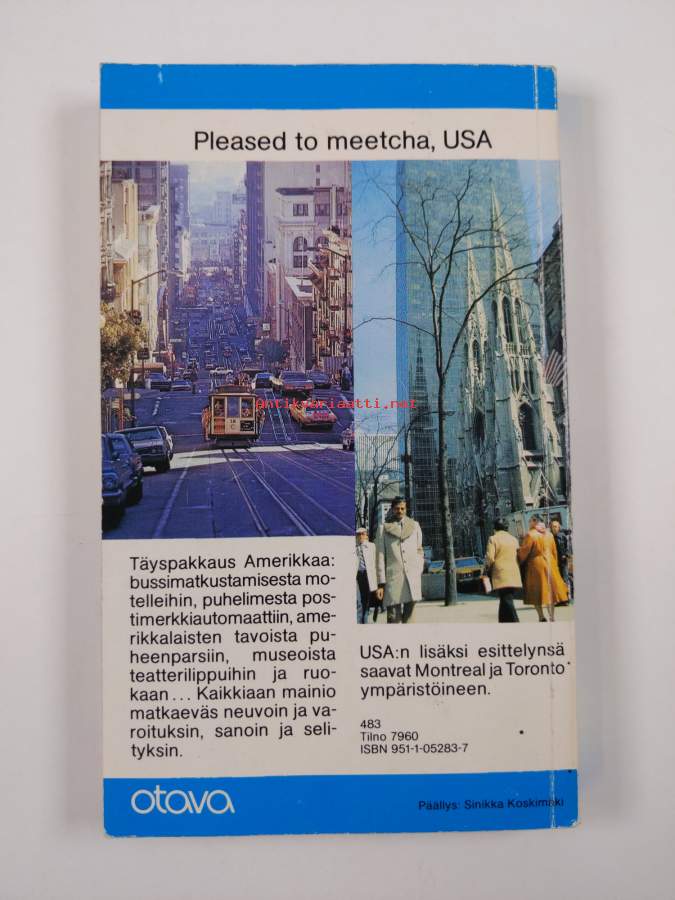 Pleased to meetcha, USA
antikvariaatti.net
Täyspakkaus Amerikkaa:
bussimatkustamisesta mo-
telleihin, puhelimesta pos-
timerkkiautomaattiin, ame-
rikkalaisten tavoista pu-
heenparsiin, museoista
teatterilippuihin ja ruo-
kaan... Kaikkiaan mainio
matkaeväs neuvoin ja va-
roituksin, sanoin ja seli-
tyksin.
USA:n lisäksi esittelynsä
saavat Montreal ja Toronto
ympäristöineen.
483
Tilno 7960
ISBN 951-1-05283-7
otava
Päällys: Sinikka Koskimäki